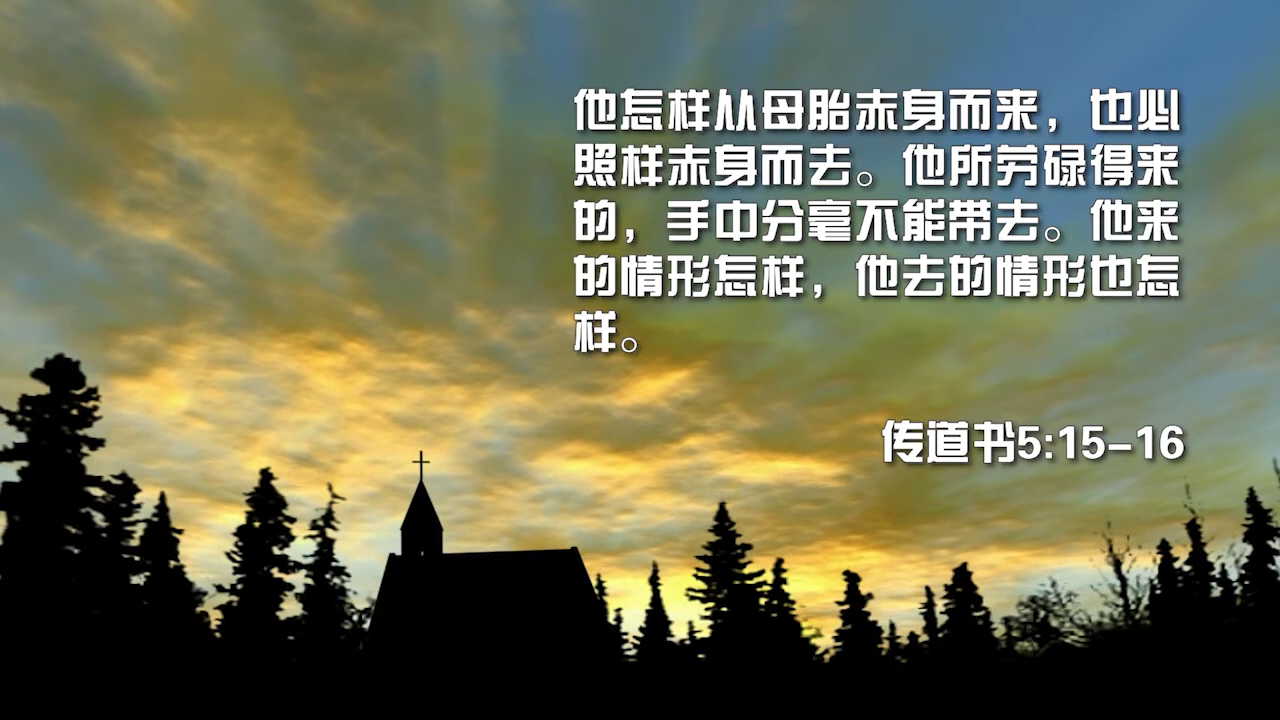 他怎样从母胎赤身而来，也必
照样赤身而去。他所劳碌得来
的，手中分毫不能带去。他来
的情形怎样，他去的情形也怎
样。
传道书5:15-16